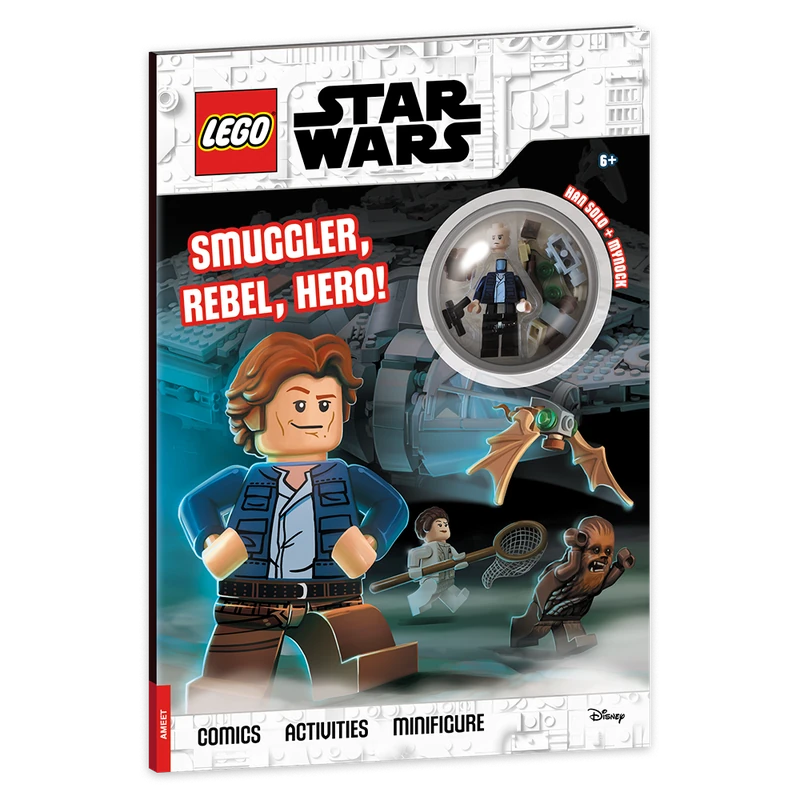 LEGO
STAR
WARS
6+
HAN SOLO + MYNOCK
SMUGGLER,
REBEL, HERO!
AMEET
COMICS ACTIVITIES MINIFIGURE
Disney